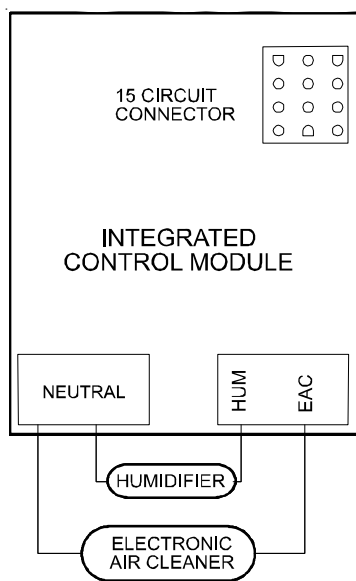 15 CIRCUIT
CONNECTOR
INTEGRATED
CONTROL MODULE
NEUTRAL
HUM
EAC
HUMIDIFIER
ELECTRONIC
AIR CLEANER